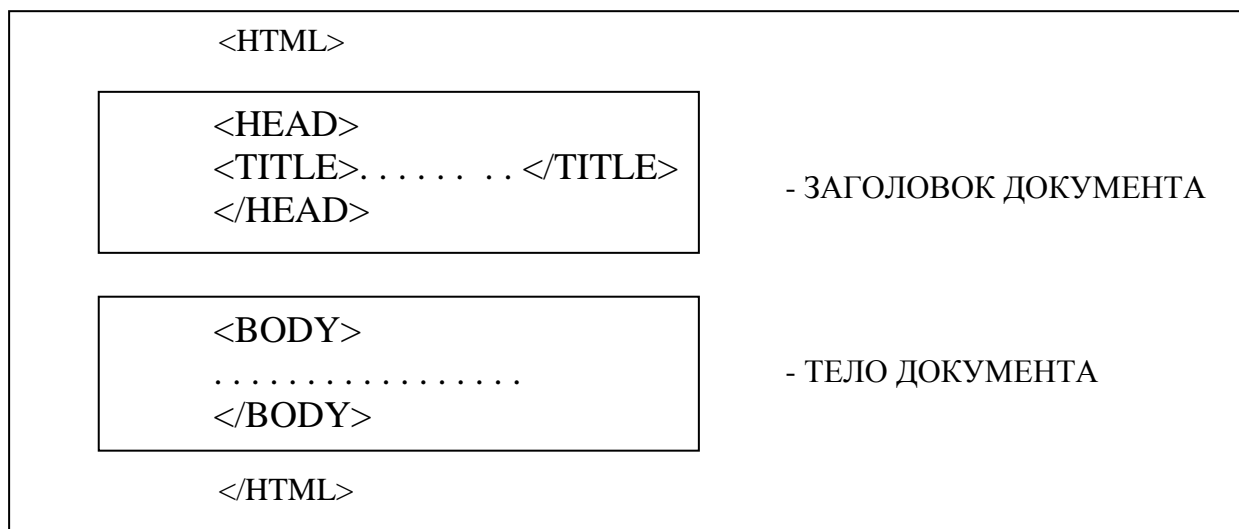 <HTML>
<HEAD>
<TITLE>. . . . . .  . . </TITLE>
</HEAD>
- ЗАГОЛОВОК ДОКУМЕНТА
<BODY>
. . . . . . . . . . . . . . . . .
- ТЕЛО ДОКУМЕНТА
</BODY>
</HTML>